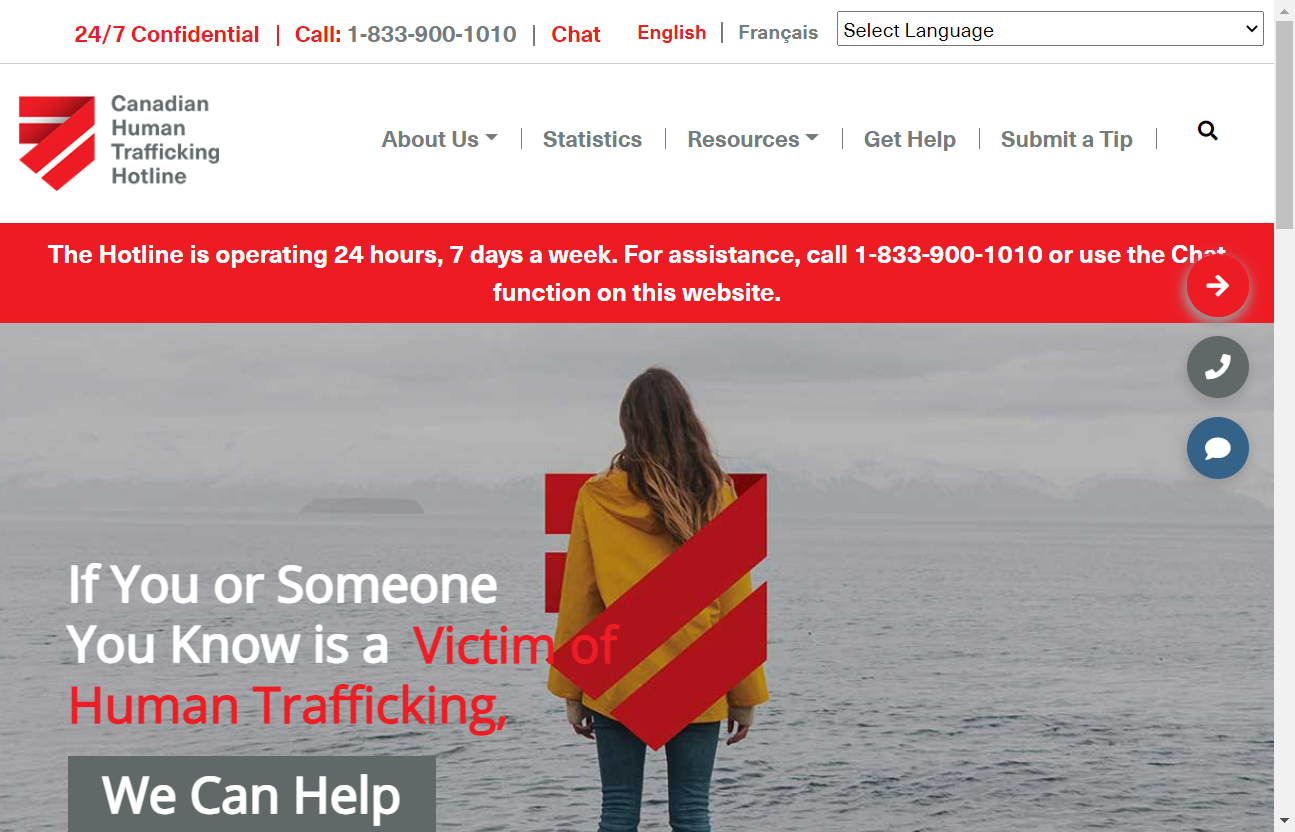 24/7 Confidential | Call: 1-833-900-1010 | Chat English | Français Select Language
Canadian
Human
Trafficking
Hotline
About Us | Statistics | Resources | Get Help | Submit a Tip |
The Hotline is operating 24 hours, 7 days a week. For assistance, call 1-833-900-1010 or use the Chat
function on this website.
If You or Someone
You Know is a Victim of
Human Trafficking,
We Can Help